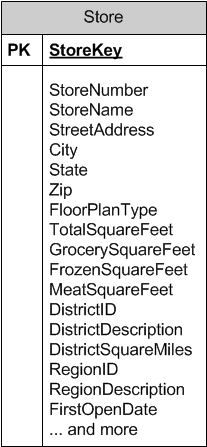 Store
PK StoreKey
StoreNumber
StoreName
StreetAddress
City
State
Zip
FloorPlanType
TotalSquareFeet
GrocerySquareFeet
FrozenSquareFeet
MeatSquareFeet
DistrictID
DistrictDescription
DistrictSquareMiles
RegionID
RegionDescription
FirstOpenDate
... and more